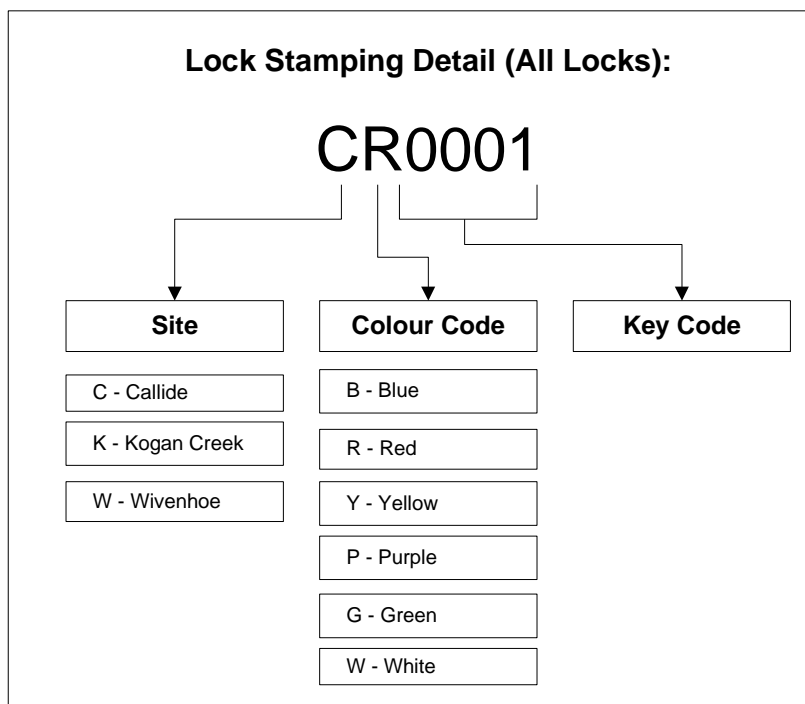 Lock Stamping Detail (All Locks):
CR0001
Site
Colour Code
Key Code
C - Callide
K - Kogan Creek
W - Wivenhoe
B - Blue
R - Red
Y - Yellow
P - Purple
G - Green
W - White